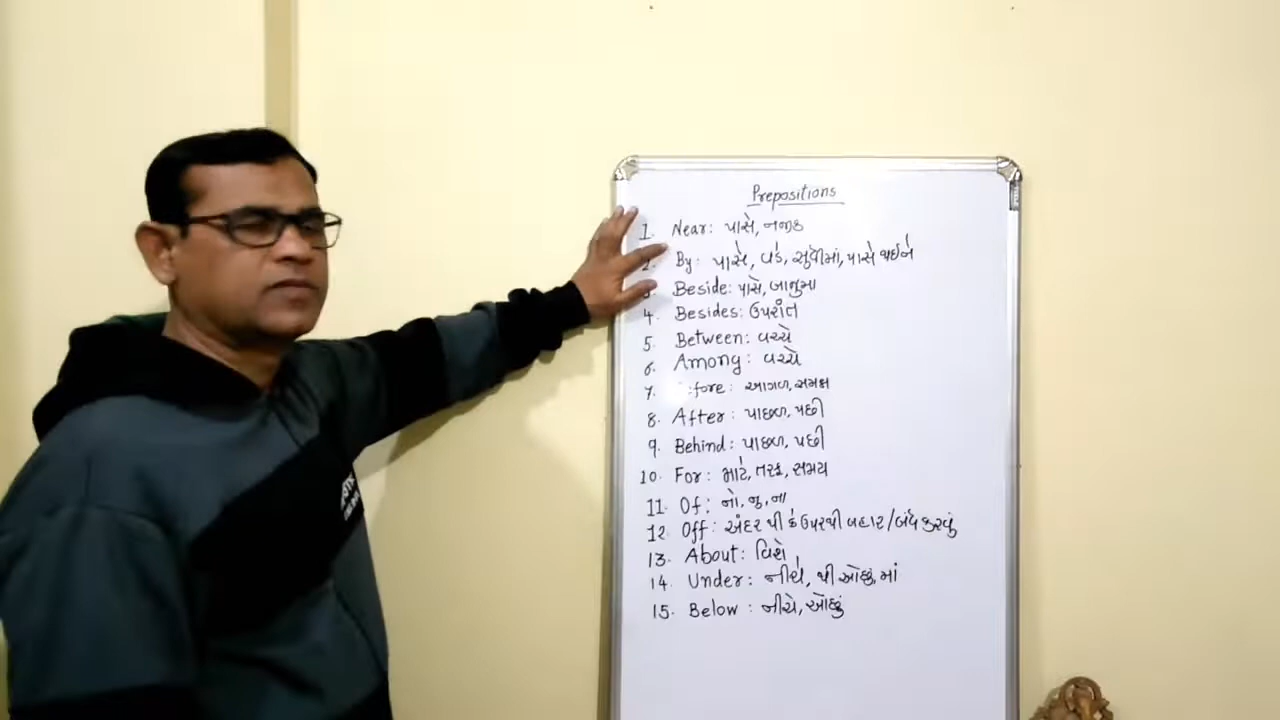 Prepositions
1. Near: પાસે, નજીક
2. By: પાસે, વડે, સુધીમાં, પાસે થઈને
3. Beside: પાસે, બાજુમા
4. Besides: ઉપરાંત
5. Between: વચ્ચે
6. Among: વચ્ચે
7. fore: આગળ, સમક્ષ
8. After: પાછળ, પછી
9. Behind: પાછળ, પછી
10. For: માટે, તરફ, સમય
11. Of: નો, નુ, ના
12. Off: અંદર થી કે ઉપરથી બહાર/બંધ કરવું
13. About: વિશે
14. Under: નીચે, થી ઓછું, માં
15. Below: નીચે, ઓછું